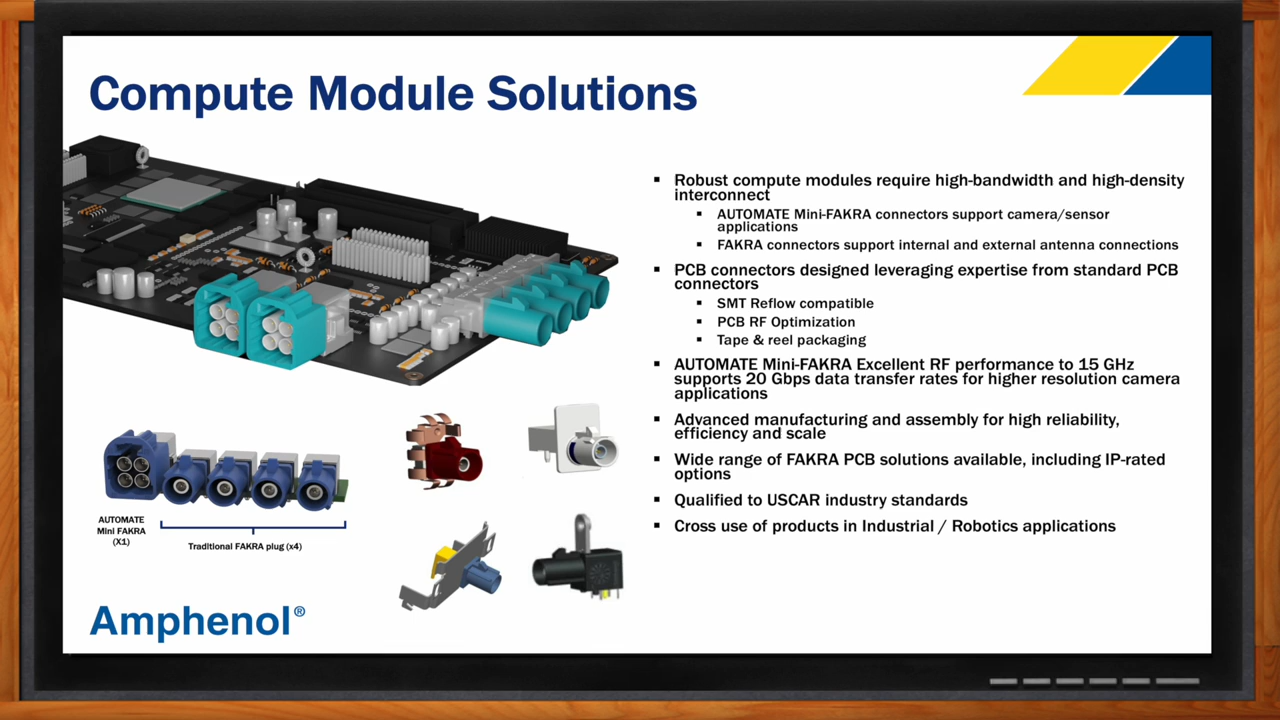 Compute Module Solutions
▪ Robust compute modules require high-bandwidth and high-density
interconnect
▪ AUTOMATE Mini-FAKRA connectors support camera/sensor
applications
▪ FAKRA connectors support internal and external antenna connections
▪ PCB connectors designed leveraging expertise from standard PCB
connectors
▪ SMT Reflow compatible
▪ PCB RF Optimization
▪ Tape & reel packaging
▪ AUTOMATE Mini-FAKRA Excellent RF performance to 15 GHz
supports 20 Gbps data transfer rates for higher resolution camera
applications
▪ Advanced manufacturing and assembly for high reliability,
efficiency and scale
▪ Wide range of FAKRA PCB solutions available, including IP-rated
options
▪ Qualified to USCAR industry standards
▪ Cross use of products in Industrial / Robotics applications
AUTOMATE
Mini FAKRA
(X1)
Traditional FAKRA plug (x4)
Amphenol®